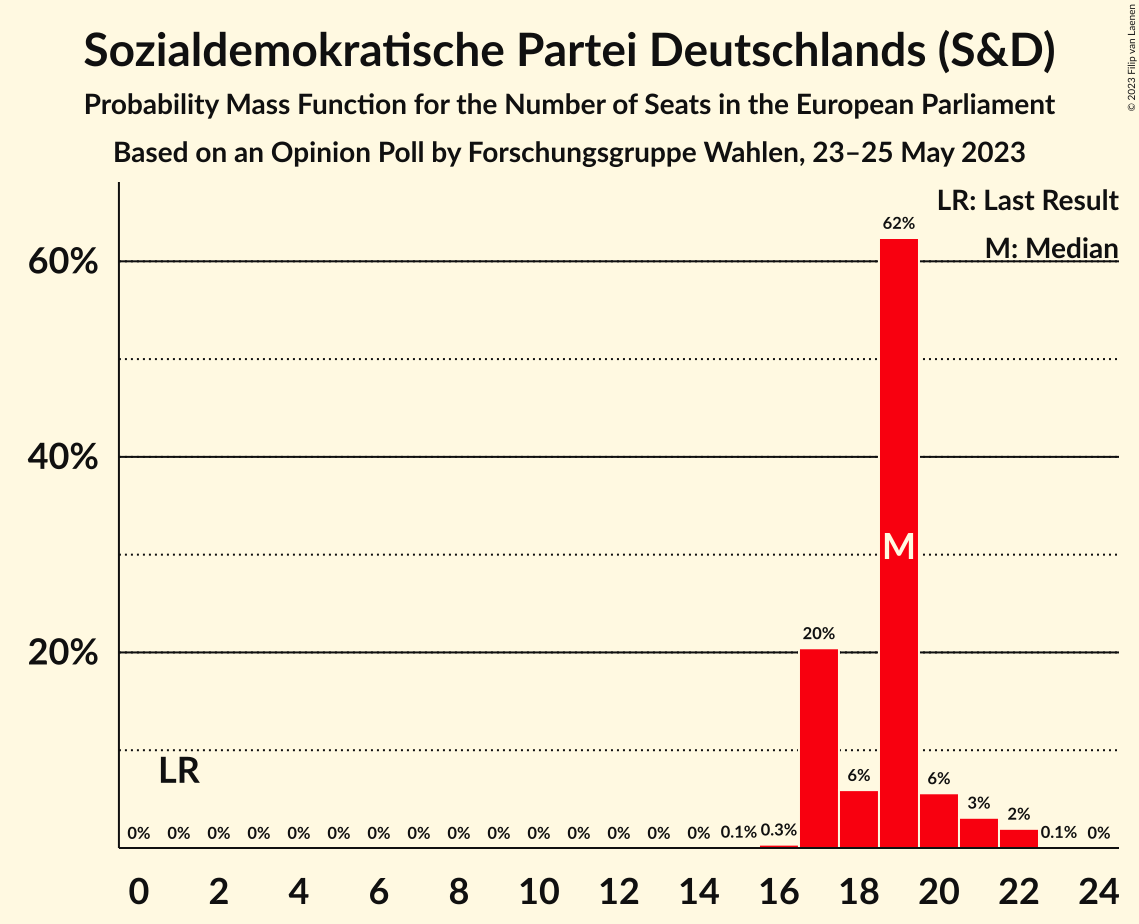 Sozialdemokratische Partei Deutschlands (S&D)
Probability Mass Function for the Number of Seats in the European Parliament
Based on an Opinion Poll by Forschungsgruppe Wahlen, 23–25 May 2023
© 2023 Filip van Laenen
LR: Last Result
M: Median
62%
60%
40%
M
20%
20%
LR
6% 6% 3% 2%
0% 0% 0% 0% 0% 0% 0% 0% 0% 0% 0% 0% 0% 0% 0% 0.1% 0.3% 0.1% 0%
0 2 4 6 8 10 12 14 16 18 20 22 24